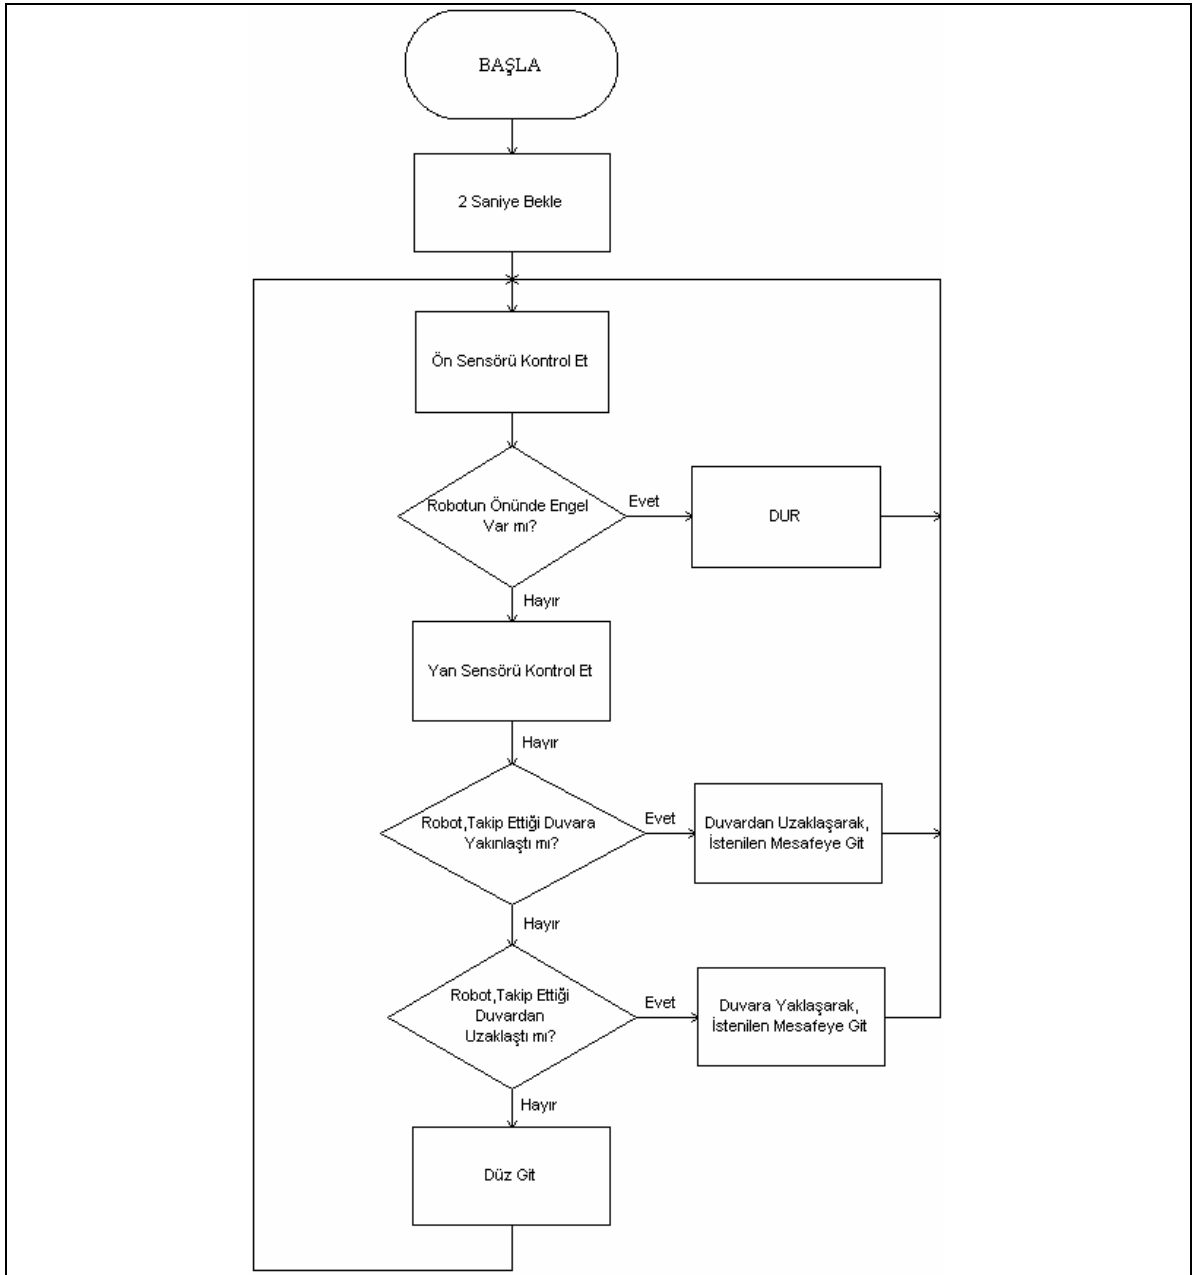 BAŞLA
2 Saniye Bekle
Ön Sensörü Kontrol Et
Robotun Önünde Engel
Var mı?
Evet
DUR
Hayır
Yan Sensörü Kontrol Et
Hayır
Robot,Takip Ettiği Duvara
Yakınlaştı mı?
Evet
Duvardan Uzaklaşarak,
İstenilen Mesafeye Git
Hayır
Robot,Takip Ettiği
Duvardan
Uzaklaştı mı?
Evet
Duvara Yaklaşarak,
İstenilen Mesafeye Git
Hayır
Düz Git